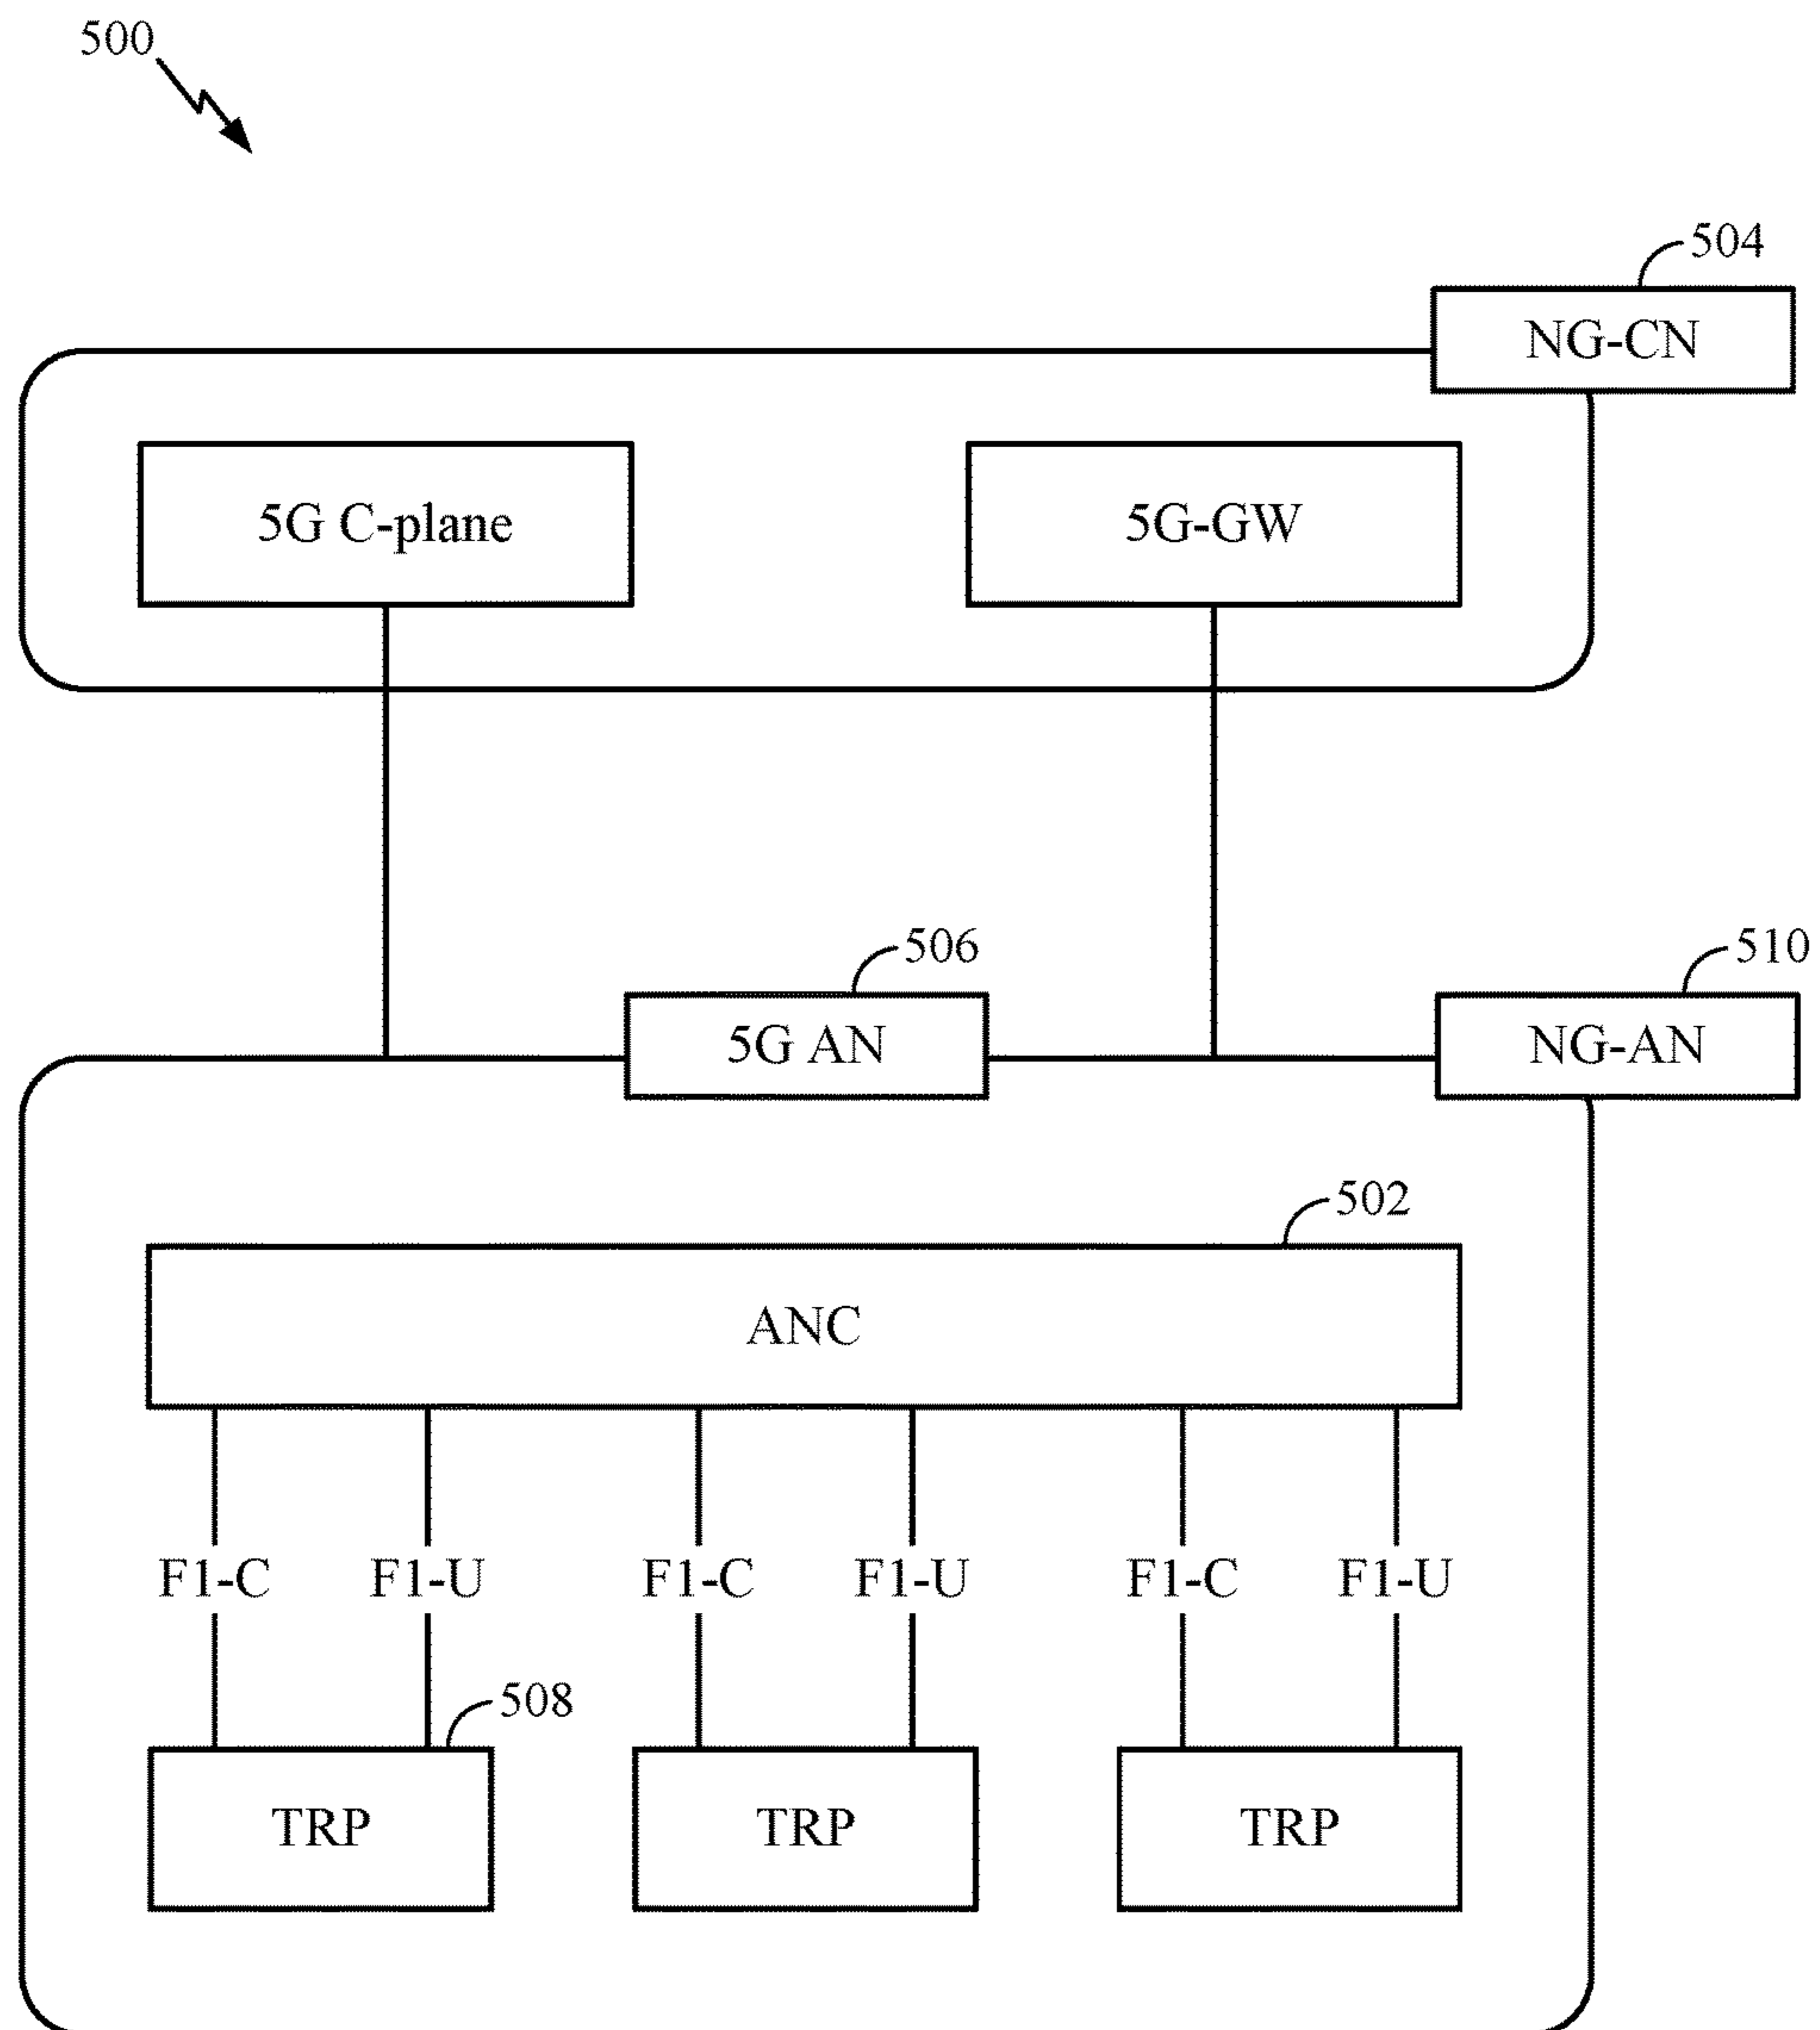 500
504
NG-CN
5G C-plane
5G-GW
506
510
5G AN
NG-AN
502
ANC
F1-C F1-U F1-C F1-U F1-C F1-U
508
TRP TRP TRP